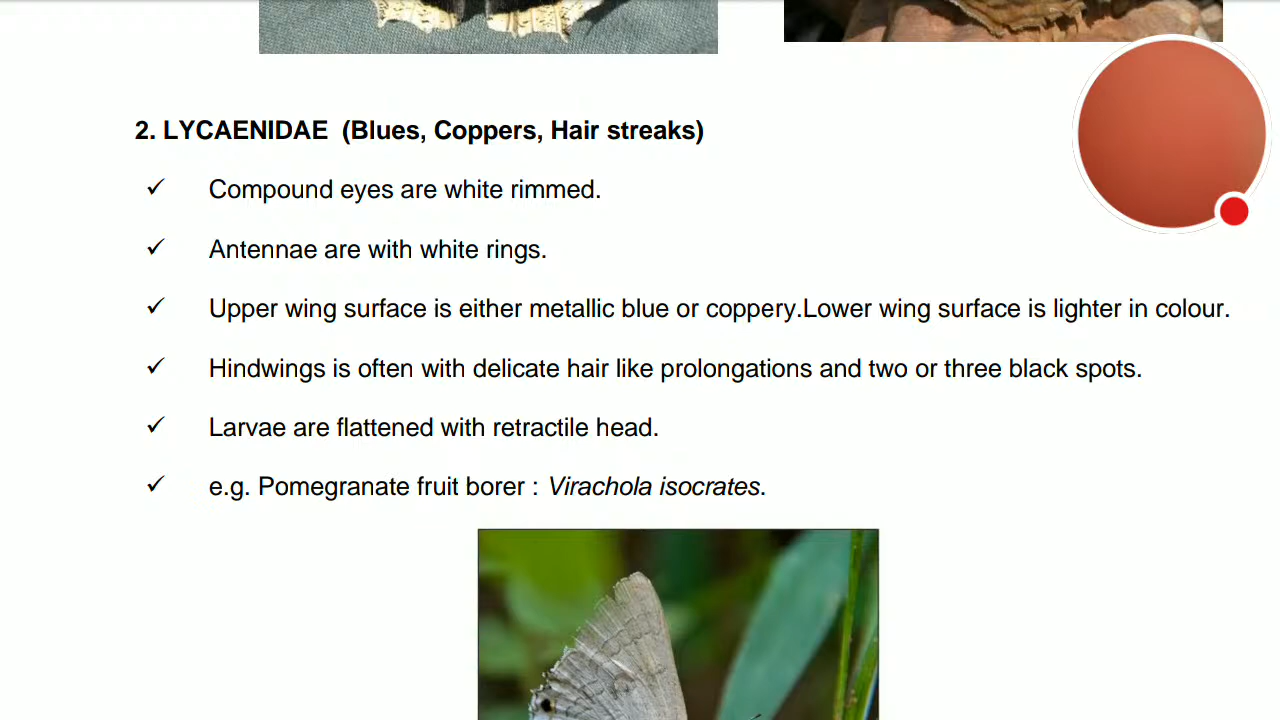 2. LYCAENIDAE (Blues, Coppers, Hair streaks)
✓ Compound eyes are white rimmed.
✓ Antennae are with white rings.
✓ Upper wing surface is either metallic blue or coppery.Lower wing surface is lighter in colour.
✓ Hindwings is often with delicate hair like prolongations and two or three black spots.
✓ Larvae are flattened with retractile head.
✓ e.g. Pomegranate fruit borer : Virachola isocrates.